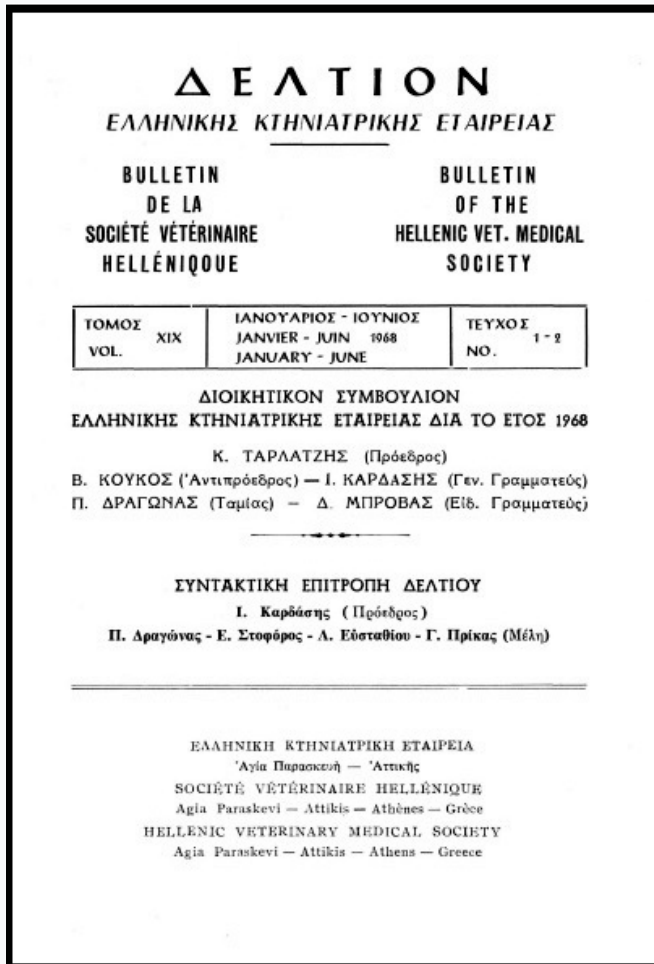 ΔΕΛΤΙΟΝ
ΕΛΛΗΝΙΚΗΣ ΚΤΗΝΙΑΤΡΙΚΗΣ ΕΤΑΙΡΕΙΑΣ
BULLETIN
DE LA
SOCIÉTÉ VÉTÉRINAIRE
HELLÉNIQOUE
BULLETIN
OF THE
HELLENIC VET. MEDICAL
SOCIETY
ΤΟΜΟΣ
VOL.
XIX
ΙΑΝΟΥΑΡΙΟΣ - ΙΟΥΝΙΟΣ
JANVIER - JUIN 1968
JANUARY - JUNE
ΤΕΥΧΟΣ
NO.
1 - 2
ΔΙΟΙΚΗΤΙΚΟΝ ΣΥΜΒΟΥΛΙΟΝ
ΕΛΛΗΝΙΚΗΣ ΚΤΗΝΙΑΤΡΙΚΗΣ ΕΤΑΙΡΕΙΑΣ ΔΙΑ ΤΟ ΕΤΟΣ 1968
Κ. ΤΑΡΛΑΤΖΗΣ (Πρόεδρος)
Β. ΚΟΥΚΟΣ (Ἀντιπρόεδρος) — Ι. ΚΑΡΔΑΣΗΣ (Γεν. Γραμματεὺς)
Π. ΔΡΑΓΩΝΑΣ (Ταμίας) – Δ. ΜΠΡΟΒΑΣ (Εἰδ. Γραμματεὺς)
ΣΥΝΤΑΚΤΙΚΗ ΕΠΙΤΡΟΠΗ ΔΕΛΤΙΟΥ
Ι. Καρδάσης (Πρόεδρος)
Π. Δραγώνας - Ε. Στοφόρος - Λ. Εὐσταθίου - Γ. Πρίκας (Μέλη)
ΕΛΛΗΝΙΚΗ ΚΤΗΝΙΑΤΡΙΚΗ ΕΤΑΙΡΕΙΑ
Ἁγία Παρασκευὴ — Ἀττικῆς
SOCIÉTÉ VÉTÉRINAIRE HELLÉNIQUE
Agia Paraskevi — Attikis — Athènes — Grèce
HELLENIC VETERINARY MEDICAL SOCIETY
Agia Paraskevi — Attikis — Athens — Greece